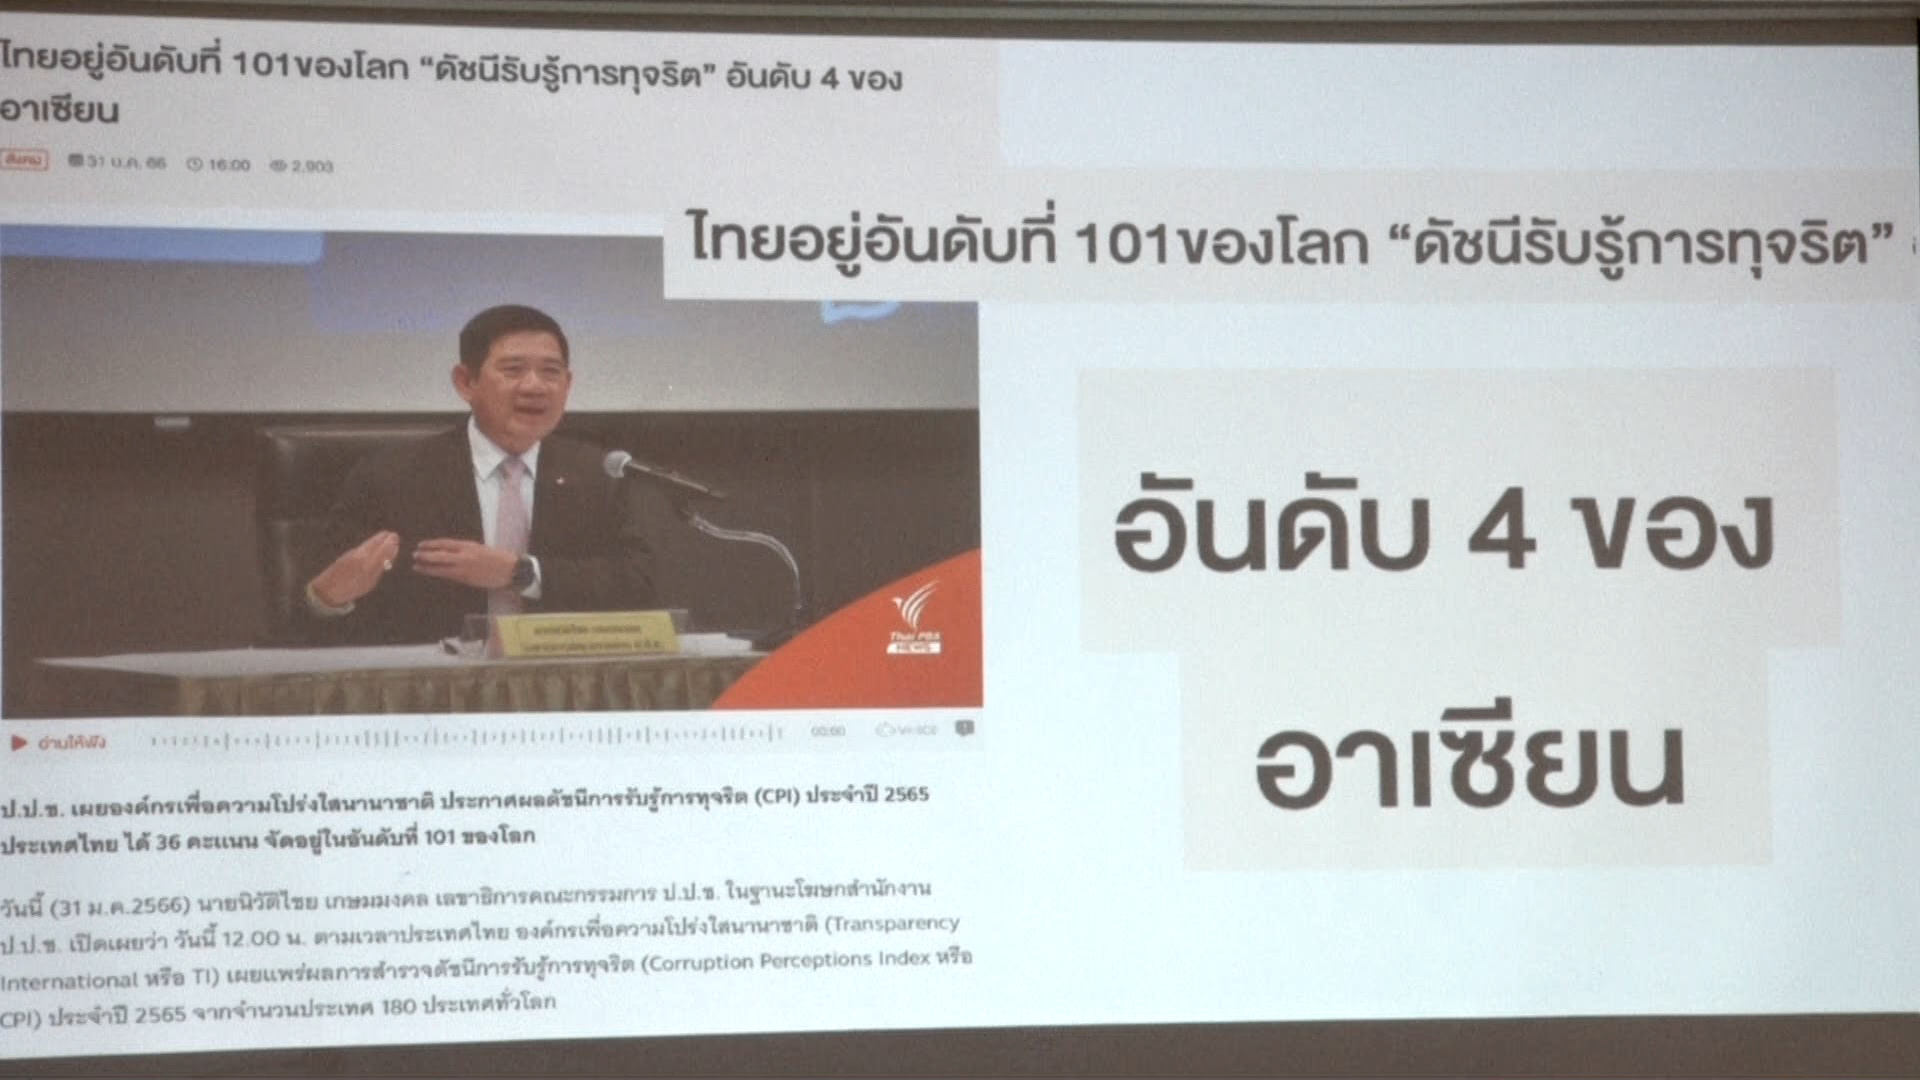 ไทยอยู่อันดับที่ 101ของโลก “ดัชนีรับรู้การทุจริต” อันดับ 4 ของ
อาเซียน
สังคม 31 ม.ค. 66 16:00 2,903
ไทยอยู่อันดับที่ 101ของโลก “ดัชนีรับรู้การทุจริต”
อันดับ 4 ของ
อาเซียน
Thai PBS
NEWS
อ่านให้ฟัง 00:00
ป.ป.ช. เผยองค์กรเพื่อความโปร่งใสนานาชาติ ประกาศผลดัชนีการรับรู้การทุจริต (CPI) ประจำปี 2565
ประเทศไทย ได้ 36 คะแนน จัดอยู่ในอันดับที่ 101 ของโลก
วันนี้ (31 ม.ค.2566) นายนิวัติไชย เกษมมงคล เลขาธิการคณะกรรมการ ป.ป.ช. ในฐานะโฆษกสำนักงาน
ป.ป.ช. เปิดเผยว่า วันนี้ 12.00 น. ตามเวลาประเทศไทย องค์กรเพื่อความโปร่งใสนานาชาติ (Transparency
International หรือ TI) เผยแพร่ผลการสำรวจดัชนีการรับรู้การทุจริต (Corruption Perceptions Index หรือ
CPI) ประจำปี 2565 จากจำนวนประเทศ 180 ประเทศทั่วโลก